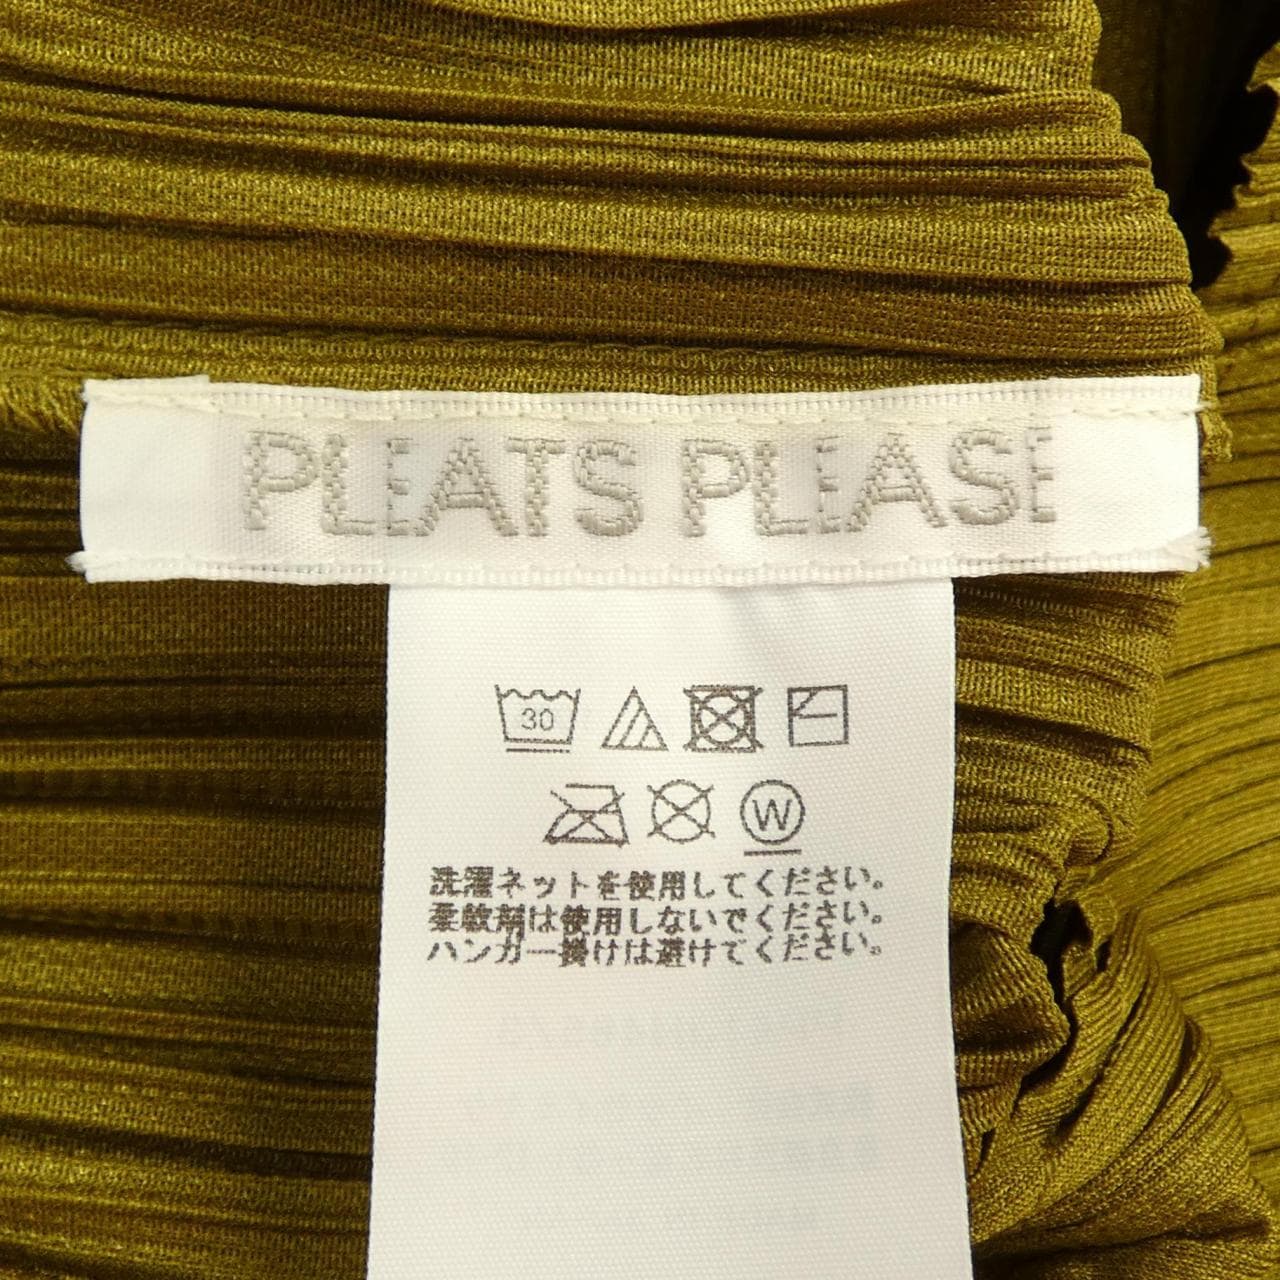 PLEATS PLEASE
30
W
洗濯ネットを使用してください。
柔軟剤は使用しないでください。
ハンガー掛けは避けてください。